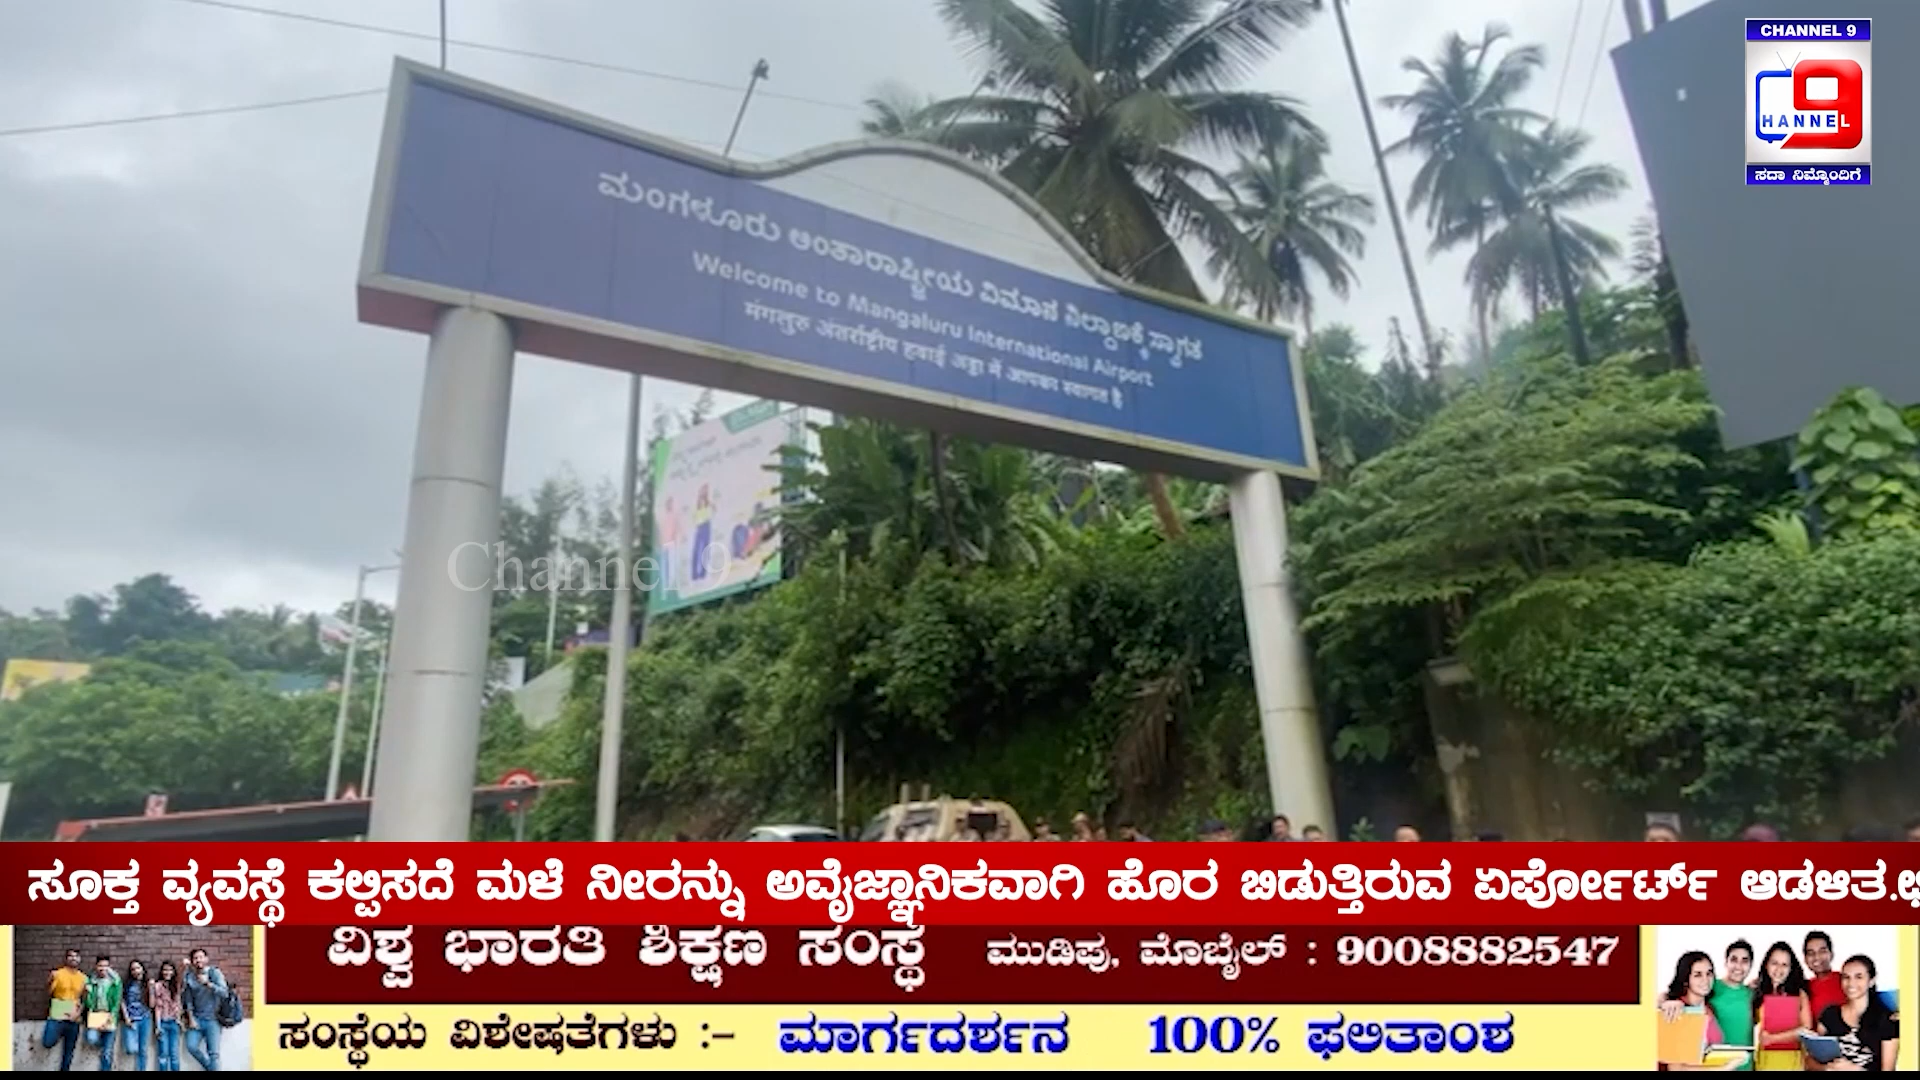 CHANNEL 9
9
HANNEL
ಸದಾ ನಿಮ್ಮೊಂದಿಗೆ
ಮಂಗಳೂರು ಅಂತಾರಾಷ್ಟ್ರೀಯ ವಿಮಾನ ನಿಲ್ದಾಣಕ್ಕೆ ಸ್ವಾಗತ
Welcome to Mangaluru International Airport
मंगलुरु अंतर्राष्ट्रीय हवाई अड्डा में आपका स्वागत है
Channel 9
ಸೂಕ್ತ ವ್ಯವಸ್ಥೆ ಕಲ್ಪಿಸದೆ ಮಳೆ ನೀರನ್ನು ಅವೈಜ್ಞಾನಿಕವಾಗಿ ಹೊರ ಬಿಡುತ್ತಿರುವ ಏರ್ಪೋರ್ಟ್ ಆಡಳಿತ.
ವಿಶ್ವ ಭಾರತಿ ಶಿಕ್ಷಣ ಸಂಸ್ಥೆ ಮುಡಿಪು, ಮೊಬೈಲ್ : 9008882547
ಸಂಸ್ಥೆಯ ವಿಶೇಷತೆಗಳು :- ಮಾರ್ಗದರ್ಶನ 100% ಫಲಿತಾಂಶ